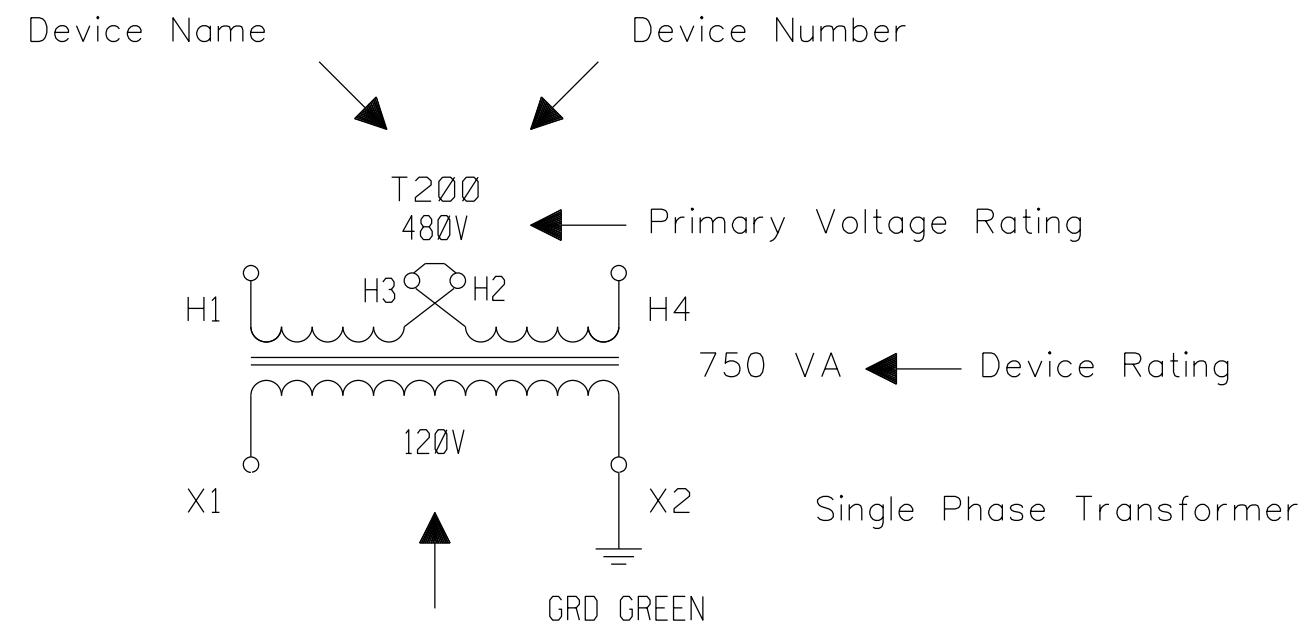 Device Name
Device Number
T200
480V
Primary Voltage Rating
H3
H2
H1
H4
750 VA
Device Rating
120V
X1
X2
Single Phase Transformer
GRD GREEN